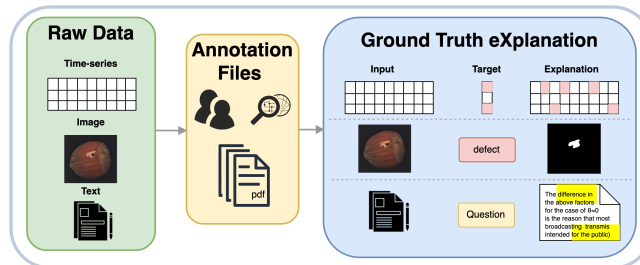 Raw Data
Time-series
Image
Text
Annotation
Files
pdf
Ground Truth eXplanation
Input
Target
Explanation
defect
Question
The difference in
the above factors
for the case of θ=0
is the reason that most
broadcasting transmis
intended for the public)